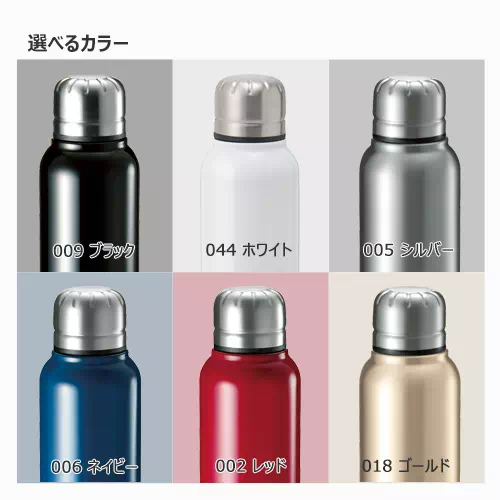 選べるカラー
009 ブラック
044 ホワイト
005 シルバー
006 ネイビー
002 レッド
018 ゴールド